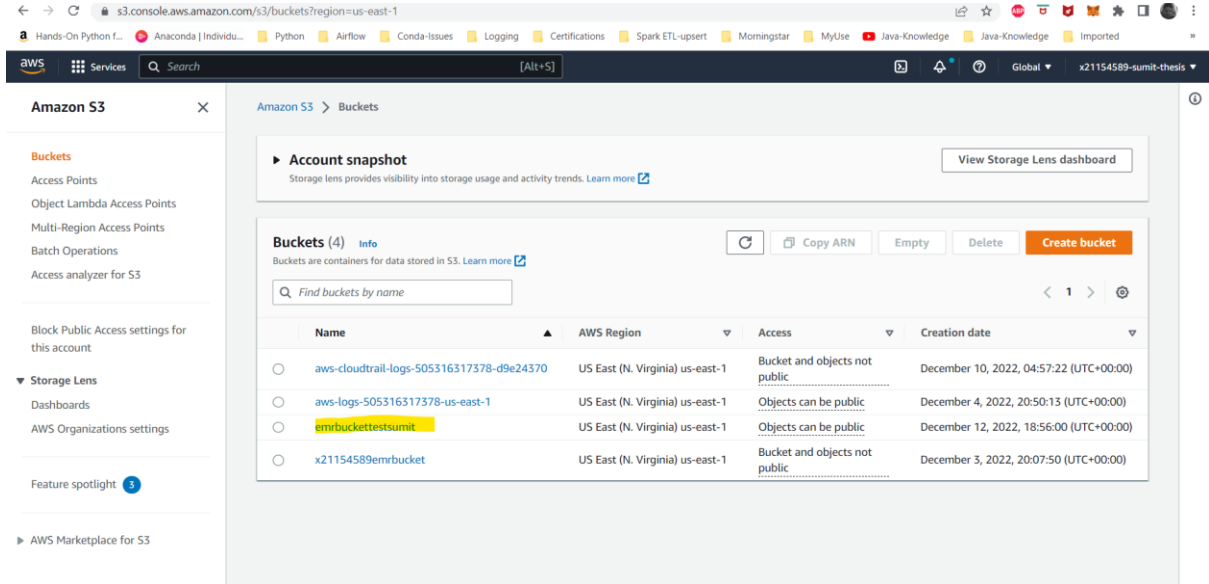 s3.console.aws.amazon.com/s3/buckets?region=us-east-1
Hands-On Python f... Anaconda | Individu... Python Airflow Conda-Issues Logging Certifications Spark ETL-upsert Morningstar MyUse Java-Knowledge Java-Knowledge Imported »
aws Services Search [Alt+S] Global ▼ x21154589-sumit-thesis ▼
Amazon S3
Buckets
Access Points
Object Lambda Access Points
Multi-Region Access Points
Batch Operations
Access analyzer for S3
Block Public Access settings for
this account
Storage Lens
Dashboards
AWS Organizations settings
Feature spotlight 3
AWS Marketplace for S3
Amazon S3 > Buckets
Account snapshot
View Storage Lens dashboard
Storage lens provides visibility into storage usage and activity trends. Learn more
Buckets (4) Info
Copy ARN Empty Delete Create bucket
Buckets are containers for data stored in S3. Learn more
Find buckets by name
< 1 >
Name AWS Region Access Creation date
aws-cloudtrail-logs-505316317378-d9e24370 US East (N. Virginia) us-east-1 Bucket and objects not
public December 10, 2022, 04:57:22 (UTC+00:00)
aws-logs-505316317378-us-east-1 US East (N. Virginia) us-east-1 Objects can be public December 4, 2022, 20:50:13 (UTC+00:00)
emrbuckettestsumit US East (N. Virginia) us-east-1 Objects can be public December 12, 2022, 18:56:00 (UTC+00:00)
x21154589emrbucket US East (N. Virginia) us-east-1 Bucket and objects not
public December 3, 2022, 20:07:50 (UTC+00:00)